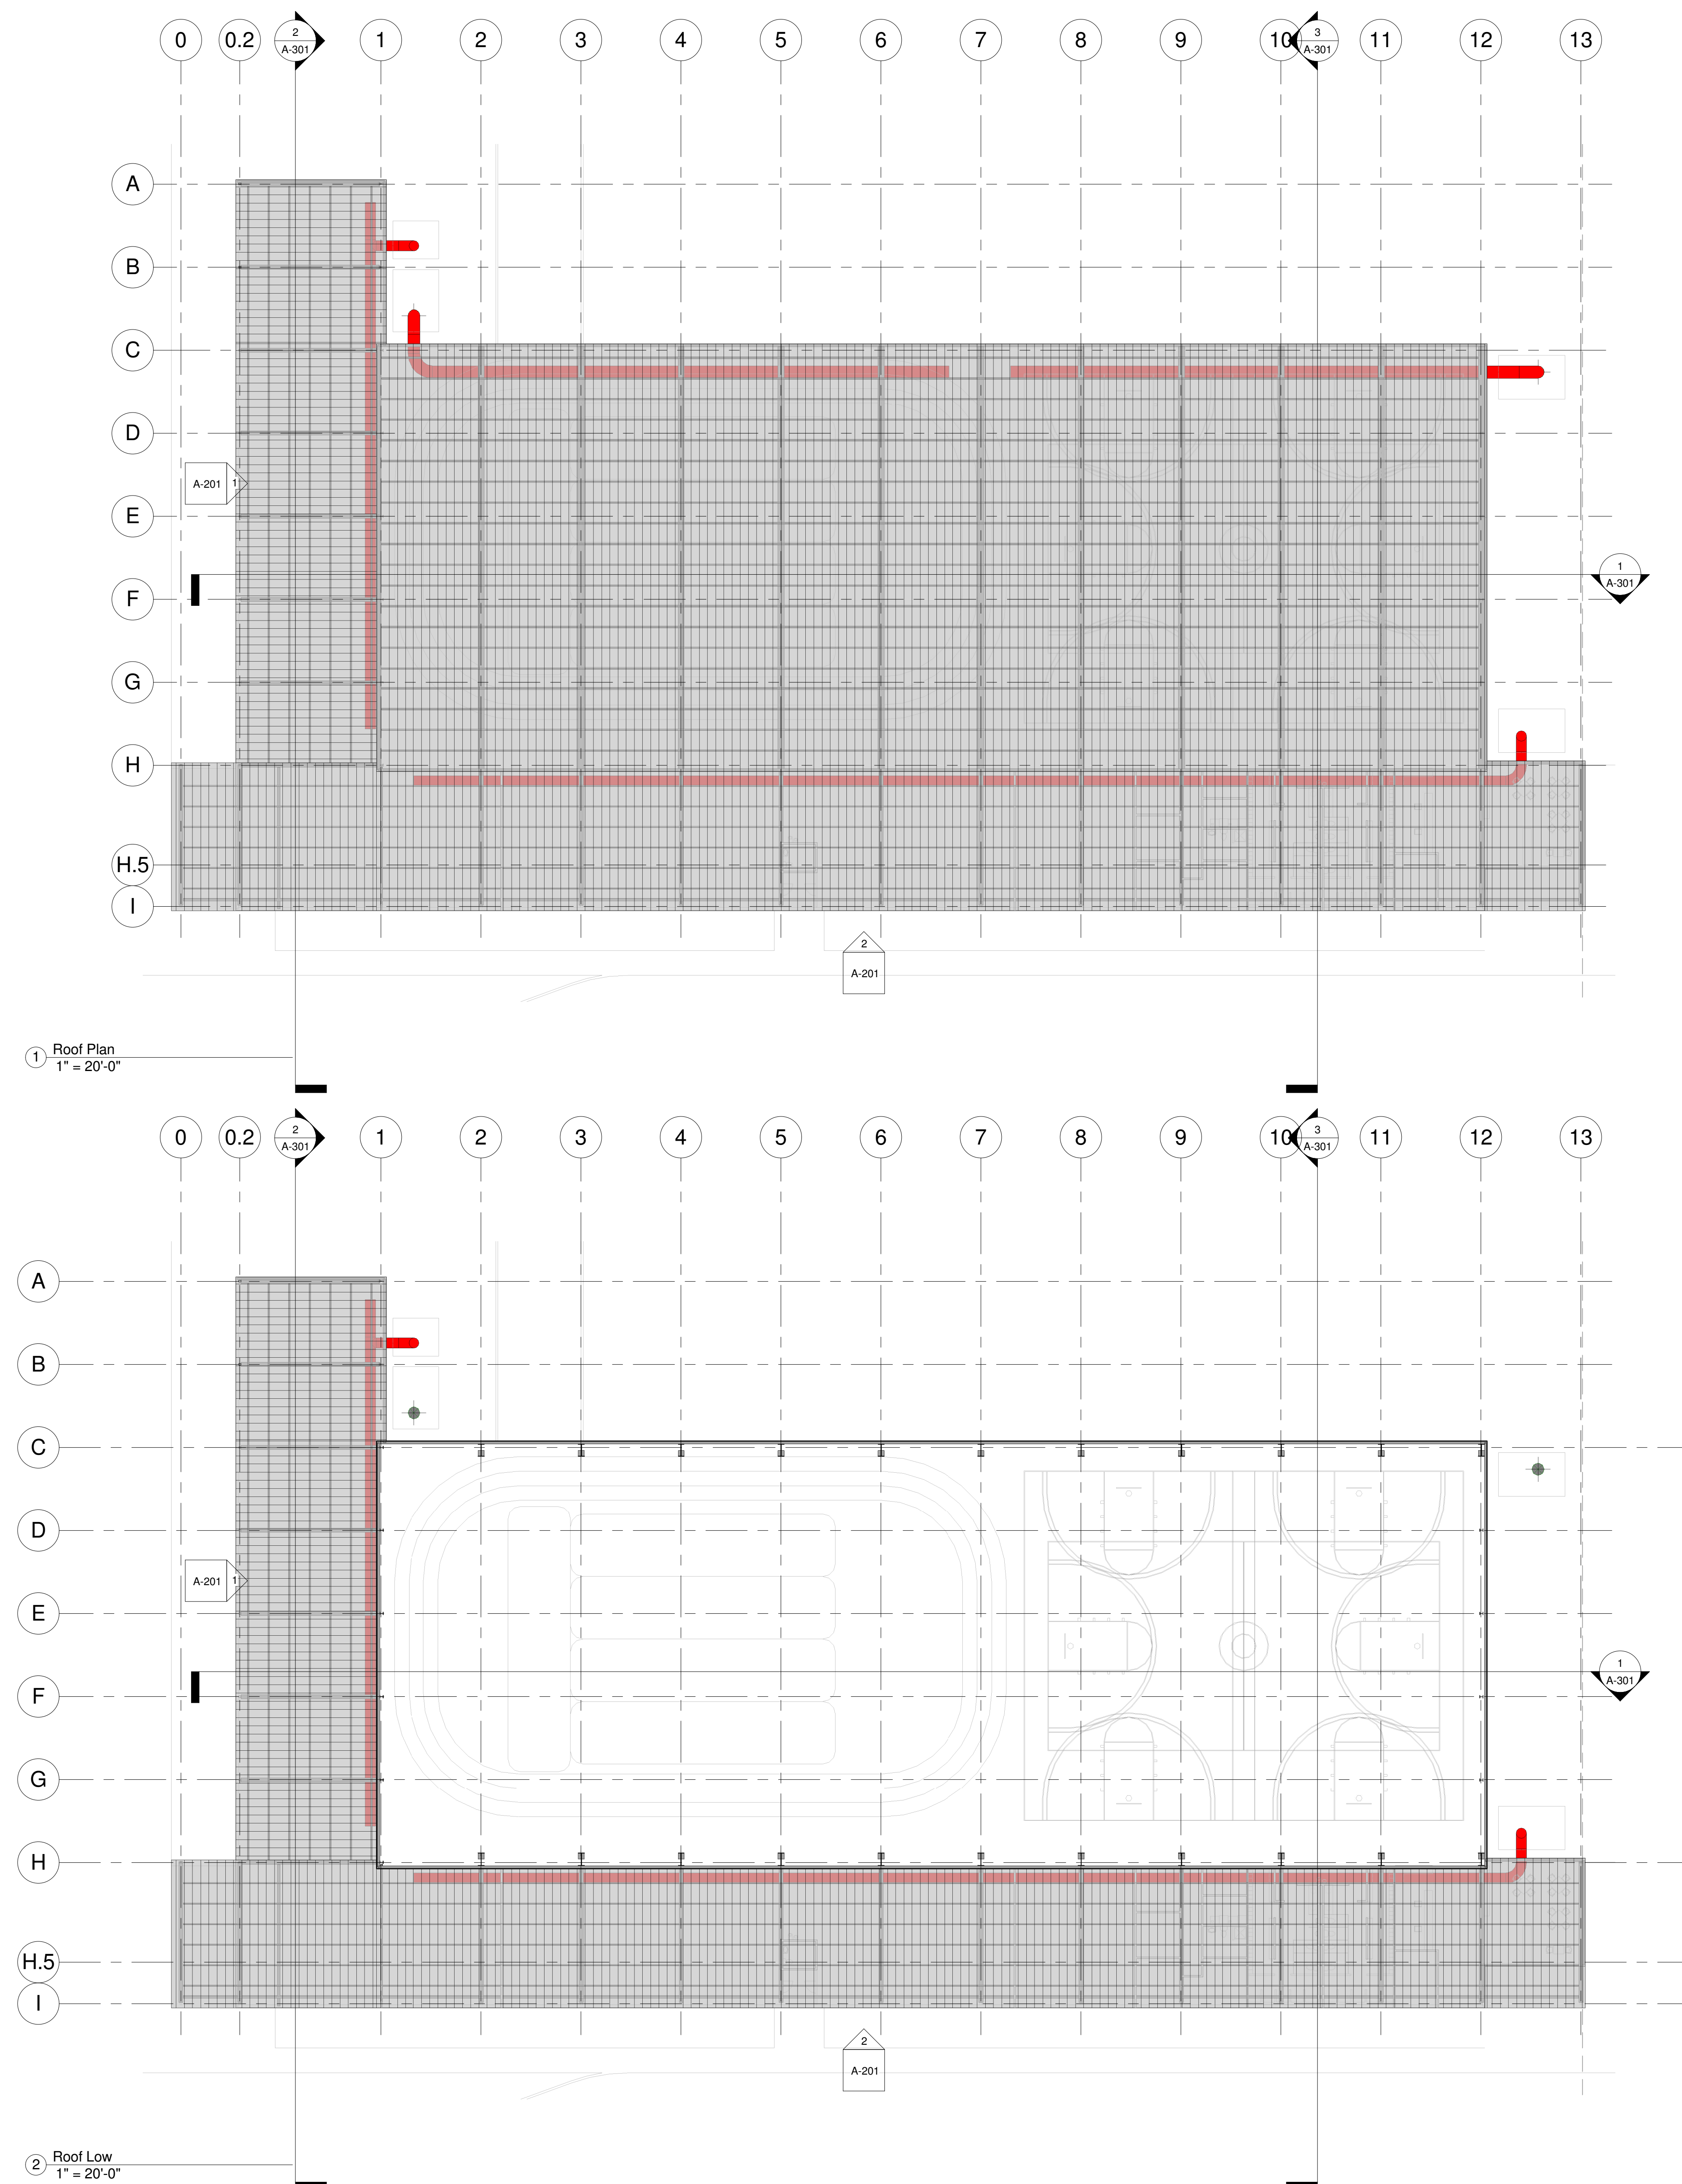 0 0.2 2 1 2 3 4 5 6 7 8 9 10 3 11 12 13
A-301 A-301
A
B
C
D
A-201 1
E
1
A-301
F
G
H
H.5
I
2
A-201
1 Roof Plan
1" = 20'-0"
0 0.2 2 1 2 3 4 5 6 7 8 9 10 3 11 12 13
A-301 A-301
A
B
C
D
A-201 1
E
1
A-301
F
G
H
H.5
I
2
A-201
2 Roof Low
1" = 20'-0"